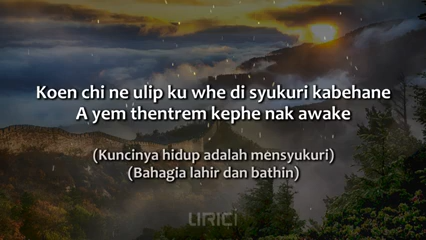 Koen chi ne ulip ku whe di syukuri kabehane
A yem thentrem kephe nak awake
(Kuncinya hidup adalah mensyukuri)
(Bahagia lahir dan bathin)
LIRICI